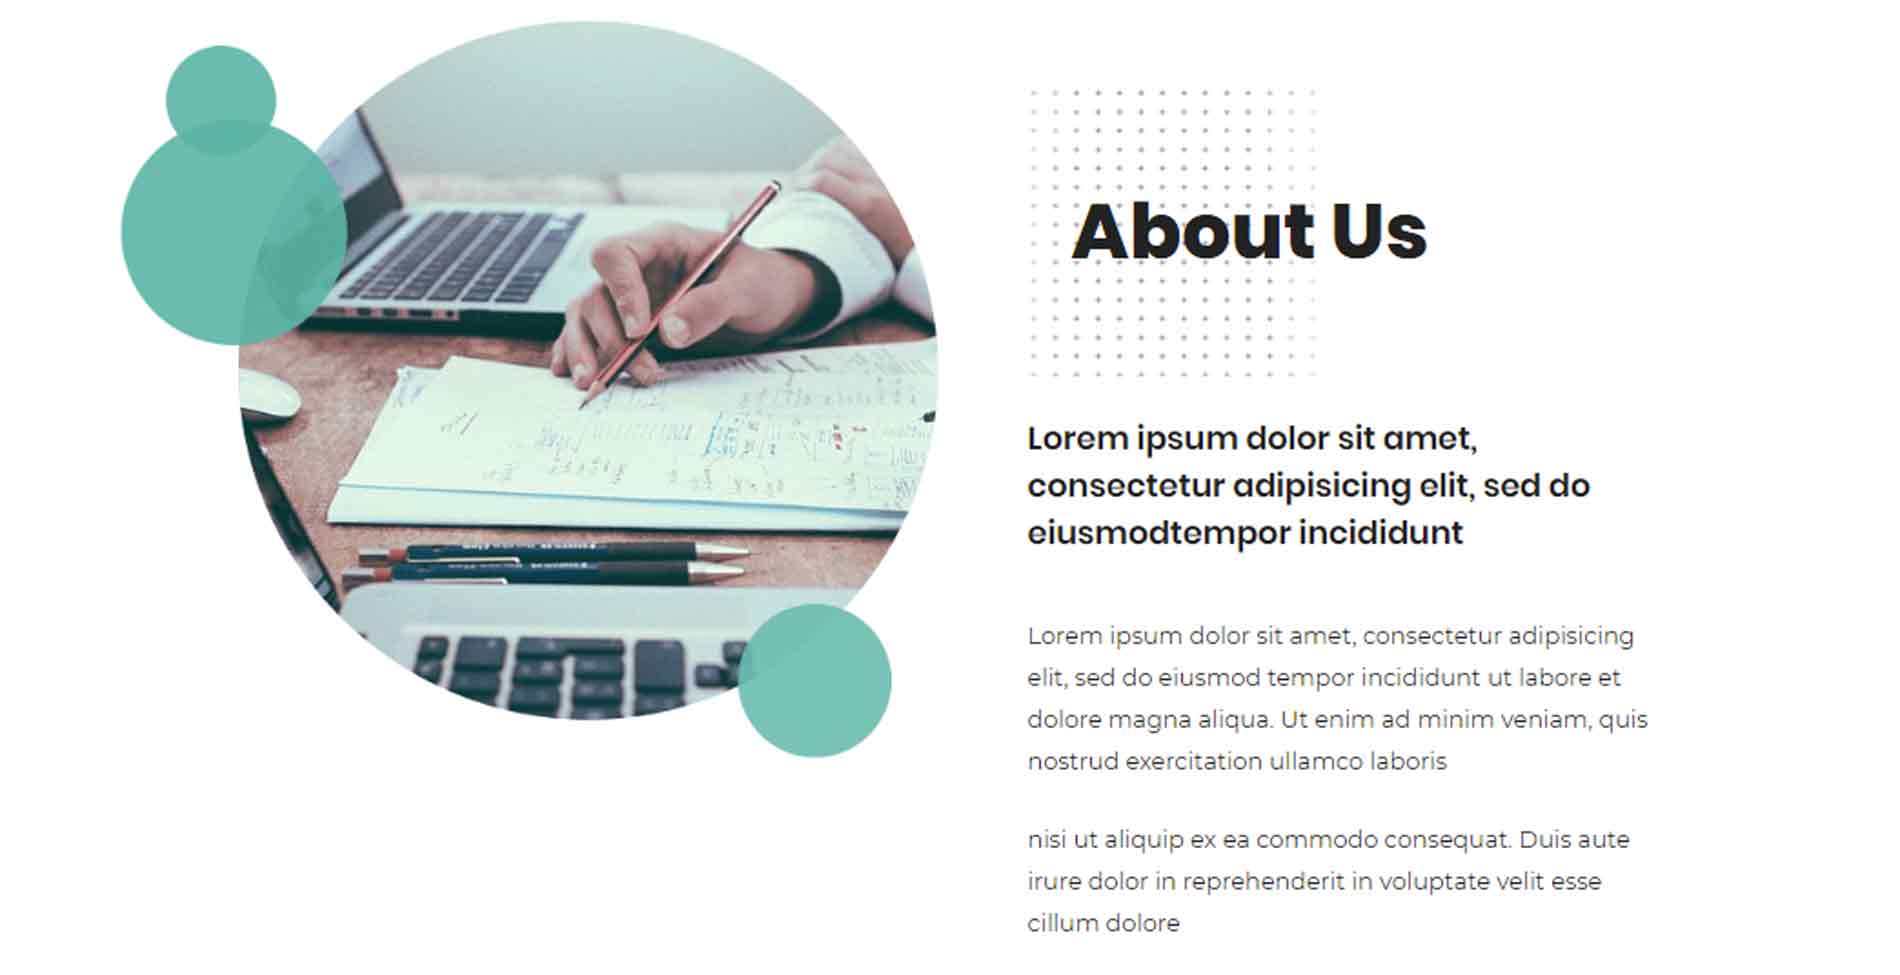 About Us
Lorem ipsum dolor sit amet,
consectetur adipisicing elit, sed do
eiusmodtempor incididunt
Lorem ipsum dolor sit amet, consectetur adipisicing
elit, sed do eiusmod tempor incididunt ut labore et
dolore magna aliqua. Ut enim ad minim veniam, quis
nostrud exercitation ullamco laboris
nisi ut aliquip ex ea commodo consequat. Duis aute
irure dolor in reprehenderit in voluptate velit esse
cillum dolore